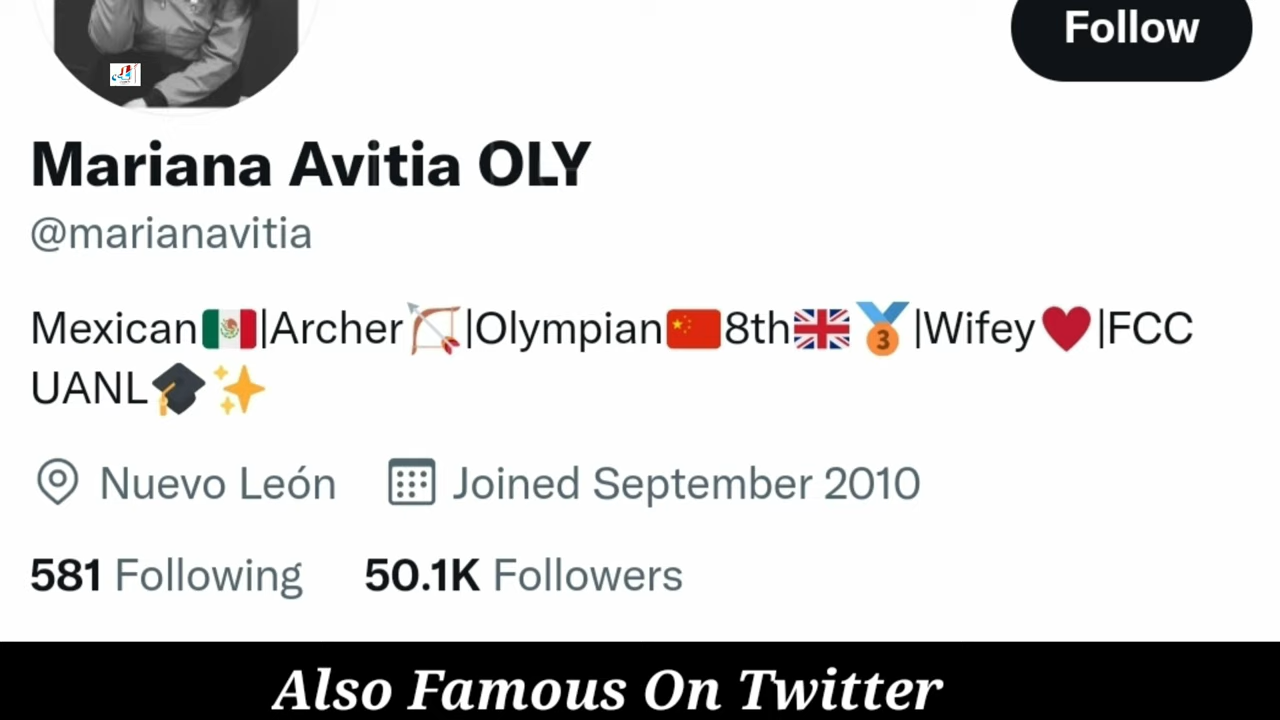 Follow
Mariana Avitia OLY
@marianavitia
Mexican🇲🇽|Archer🏹|Olympian🇨🇳8th🇬🇧🥉|Wifey❤️|FCC
UANL🎓✨
Nuevo León Joined September 2010
581 Following 50.1K Followers
Also Famous On Twitter